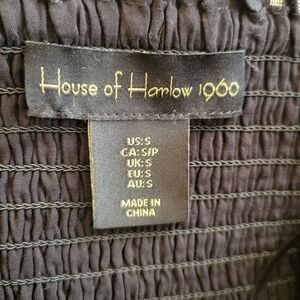 House of Harlow 1960
US:S
CA:S/P
UK:S
EU:S
AU:S
MADE IN
CHINA